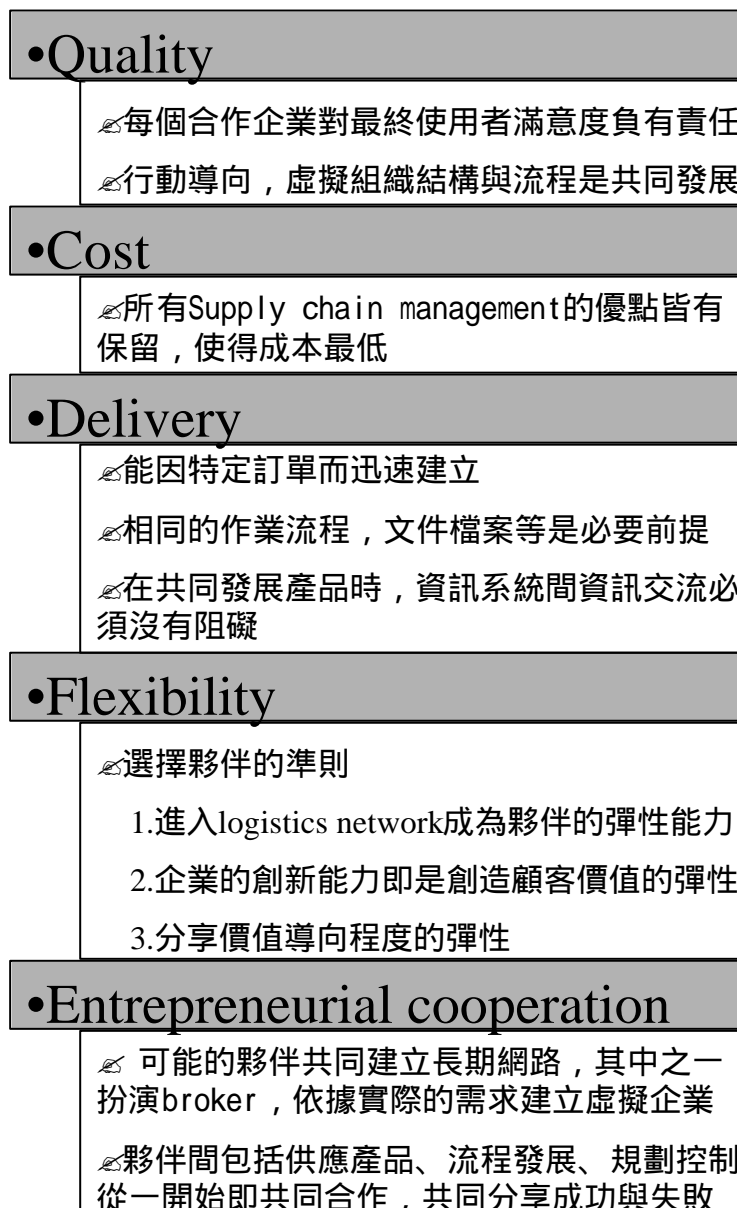 •Quality
✍每個合作企業對最終使用者滿意度負有責任
✍行動導向，虛擬組織結構與流程是共同發展
•Cost
✍所有Supply chain management的優點皆有
保留，使得成本最低
•Delivery
✍能因特定訂單而迅速建立
✍相同的作業流程，文件檔案等是必要前提
✍在共同發展產品時，資訊系統間資訊交流必
須沒有阻礙
•Flexibility
✍選擇夥伴的準則
1.進入logistics network成為夥伴的彈性能力
2.企業的創新能力即是創造顧客價值的彈性
3.分享價值導向程度的彈性
•Entrepreneurial cooperation
✍ 可能的夥伴共同建立長期網路，其中之一
扮演broker，依據實際的需求建立虛擬企業
✍夥伴間包括供應產品、流程發展、規劃控制
從一開始即共同合作，共同分享成功與失敗